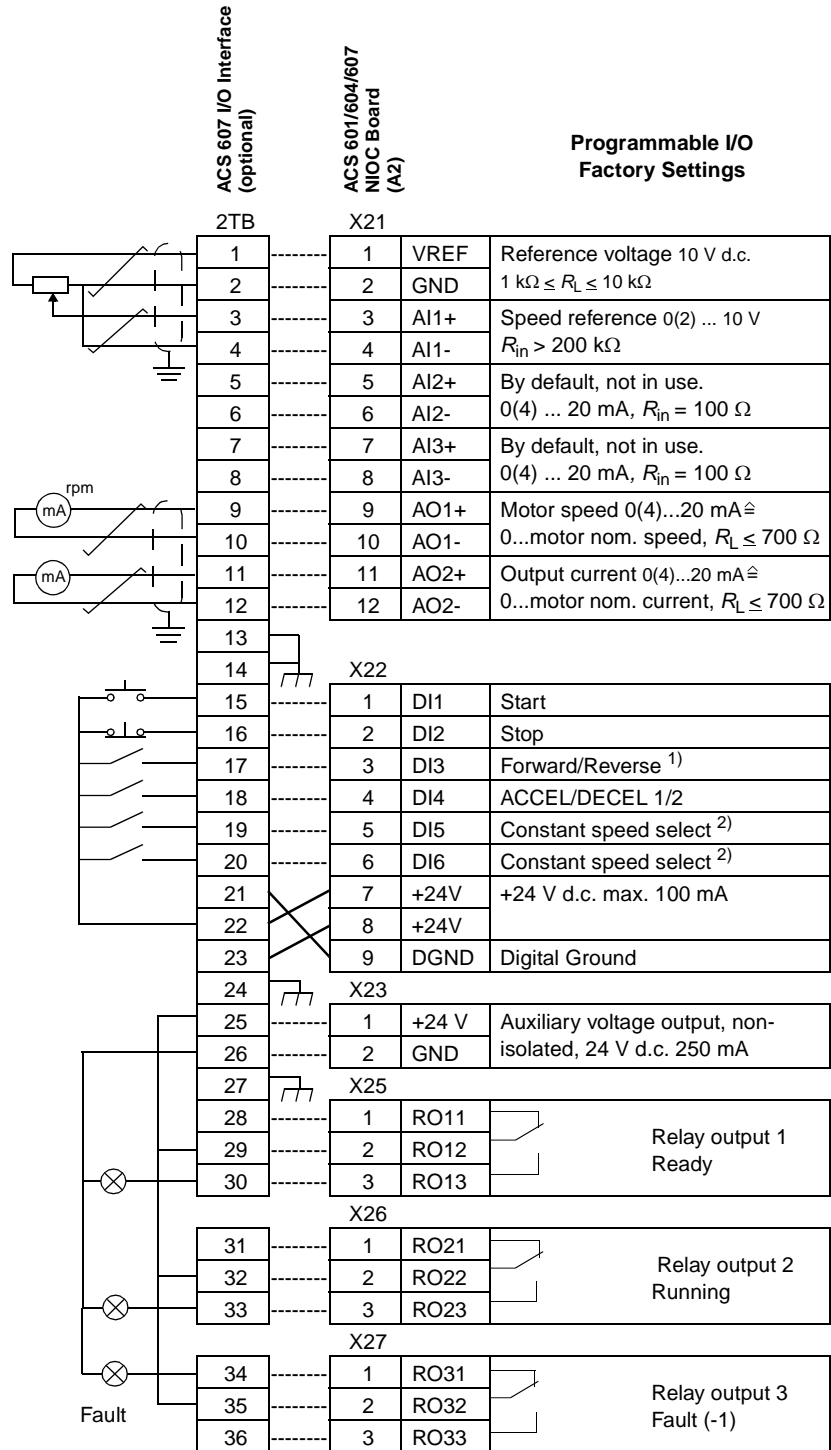 ACS 607 I/O Interface
(optional)
ACS 601/604/607
NIOC Board
(A2)
Programmable I/O
Factory Settings
2TB X21
1 1 VREF Reference voltage 10 V d.c.
2 2 GND 1 kΩ ≤ RL ≤ 10 kΩ
3 3 AI1+ Speed reference 0(2) ... 10 V
4 4 AI1- Rin > 200 kΩ
5 5 AI2+ By default, not in use.
6 6 AI2- 0(4) ... 20 mA, Rin = 100 Ω
7 7 AI3+ By default, not in use.
8 8 AI3- 0(4) ... 20 mA, Rin = 100 Ω
rpm
mA 9 9 AO1+ Motor speed 0(4)...20 mA ≙
10 10 AO1- 0...motor nom. speed, RL ≤ 700 Ω
mA 11 11 AO2+ Output current 0(4)...20 mA ≙
12 12 AO2- 0...motor nom. current, RL ≤ 700 Ω
13
14 X22
15 1 DI1 Start
16 2 DI2 Stop
17 3 DI3 Forward/Reverse 1)
18 4 DI4 ACCEL/DECEL 1/2
19 5 DI5 Constant speed select 2)
20 6 DI6 Constant speed select 2)
21 7 +24V +24 V d.c. max. 100 mA
22 8 +24V
23 9 DGND Digital Ground
24 X23
25 1 +24 V Auxiliary voltage output, non-
26 2 GND isolated, 24 V d.c. 250 mA
27 X25
28 1 RO11
29 2 RO12 Relay output 1
30 3 RO13 Ready
X26
31 1 RO21
32 2 RO22 Relay output 2
33 3 RO23 Running
X27
34 1 RO31
35 2 RO32 Relay output 3
Fault
36 3 RO33 Fault (-1)